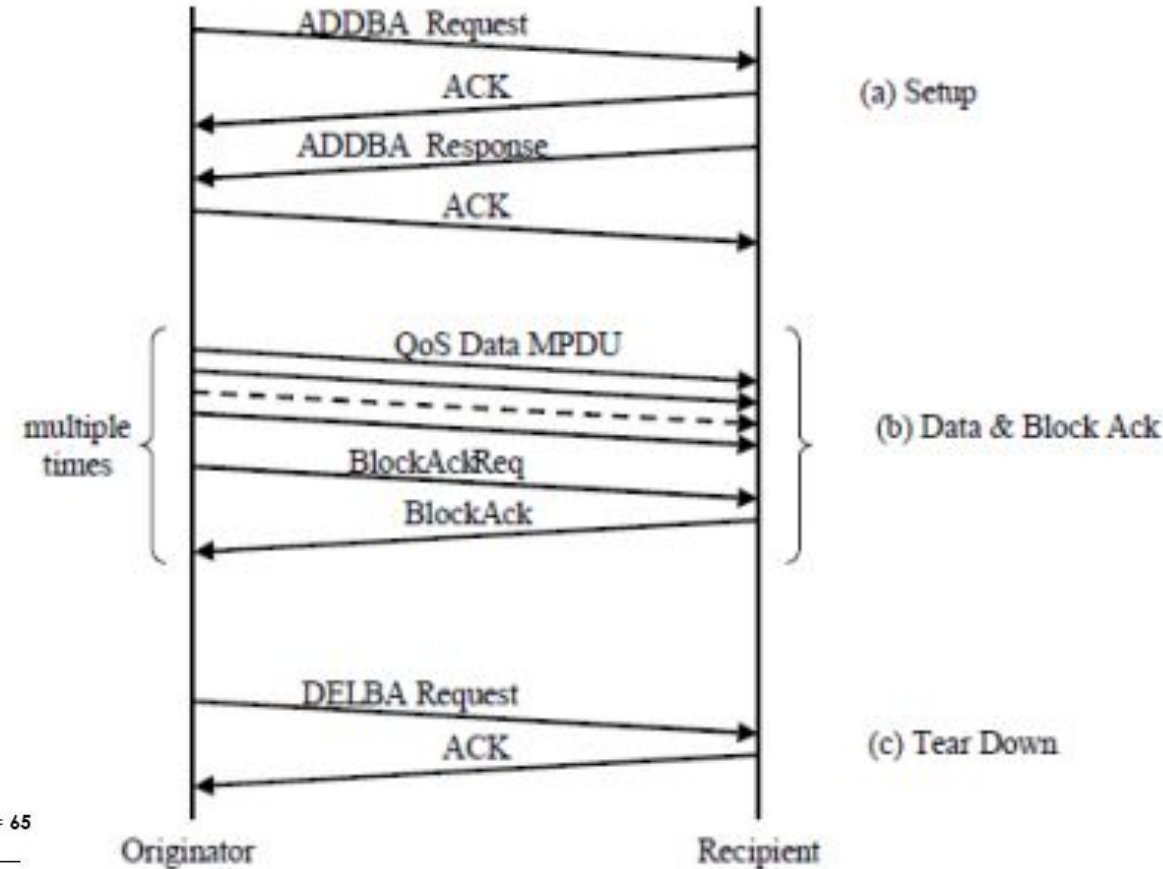 ADDBA Request
ACK
(a) Setup
ADDBA Response
ACK
QoS Data MPDU
multiple
times
(b) Data & Block Ack
BlockAckReq
BlockAck
DELBA Request
ACK
(c) Tear Down
= 65
Originator
Recipient